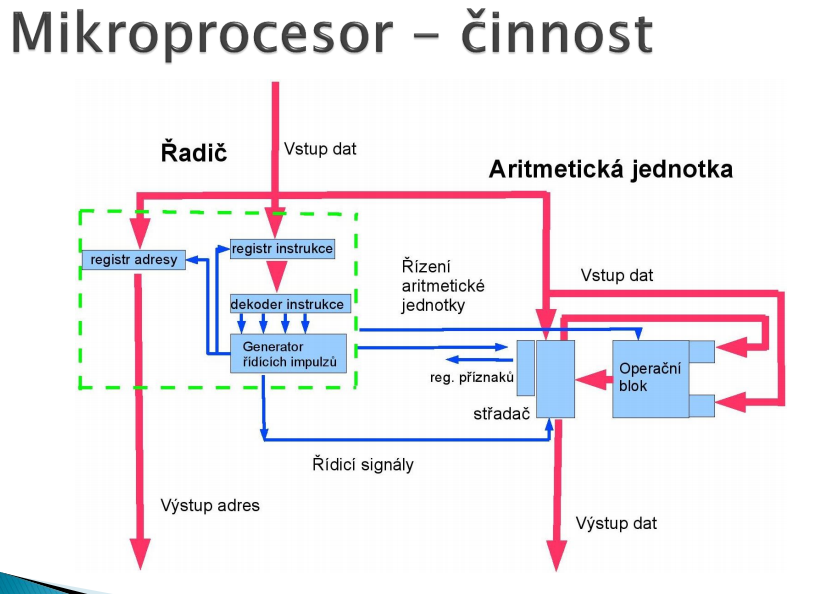 Mikroprocesor – činnost
Řadič
Vstup dat
Aritmetická jednotka
registr adresy
registr instrukce
dekoder instrukce
Generator
řídicích impulzů
Řízení
aritmetické
jednotky
Vstup dat
reg. příznaků
střadač
Operační
blok
Řídicí signály
Výstup adres
Výstup dat